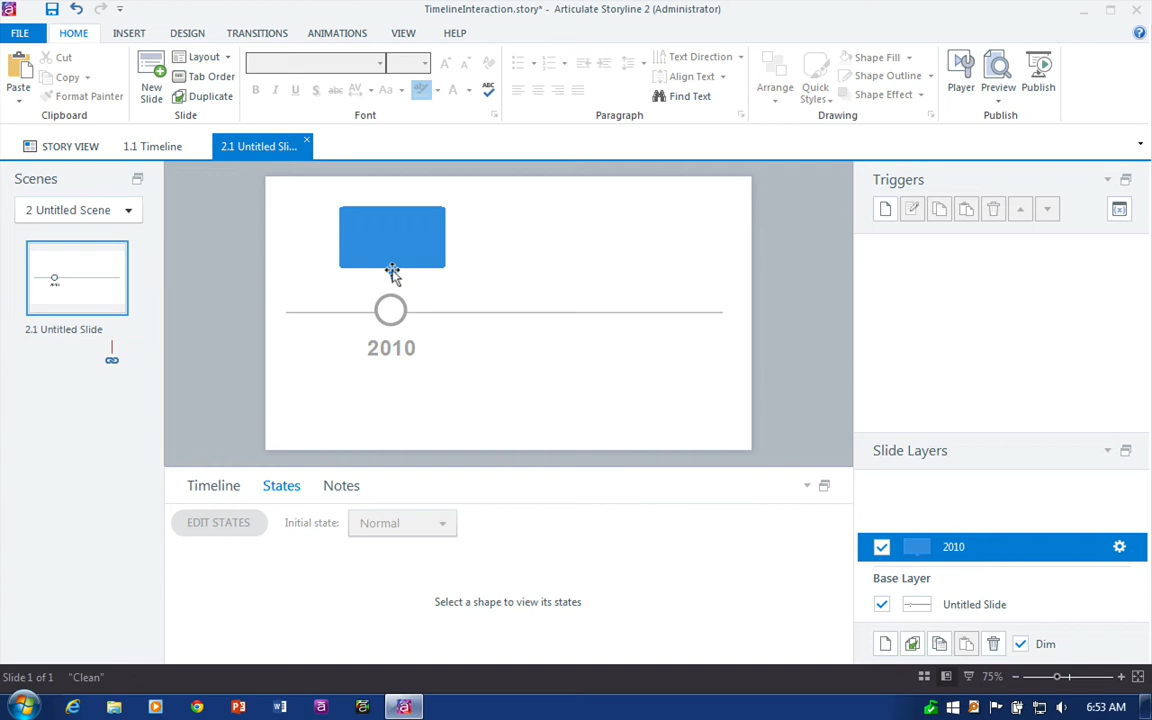 TimelineInteraction.story* - Articulate Storyline 2 (Administrator)
FILE HOME INSERT DESIGN TRANSITIONS ANIMATIONS VIEW HELP
Paste
Cut
Copy
Format Painter
Clipboard
New Slide
Layout
Tab Order
Duplicate
Slide
B I U abc AV Aa A ABC
Font
Text Direction
Align Text
Find Text
Paragraph
Arrange
Quick Styles
Shape Fill
Shape Outline
Shape Effect
Drawing
Player
Preview
Publish
Publish
STORY VIEW 1.1 Timeline 2.1 Untitled Sli...
Scenes
2 Untitled Scene
2.1 Untitled Slide
2010
Timeline States Notes
EDIT STATES Initial state: Normal
Select a shape to view its states
Triggers
(x)
Slide Layers
2010
Base Layer
Untitled Slide
Dim
Slide 1 of 1 "Clean"
75%
6:53 AM